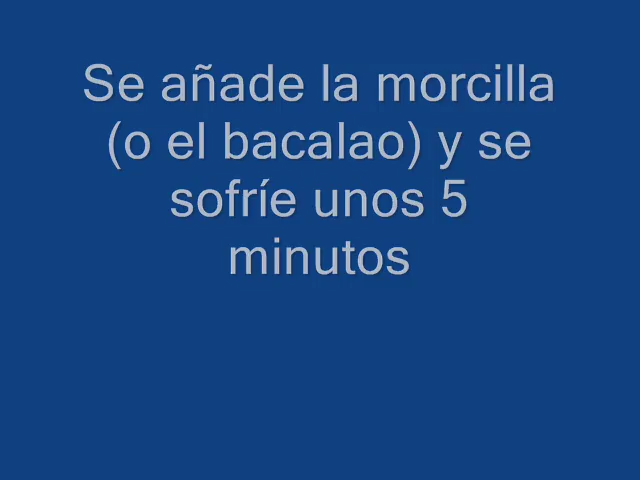 Se añade la morcilla
(o el bacalao) y se
sofríe unos 5
minutos